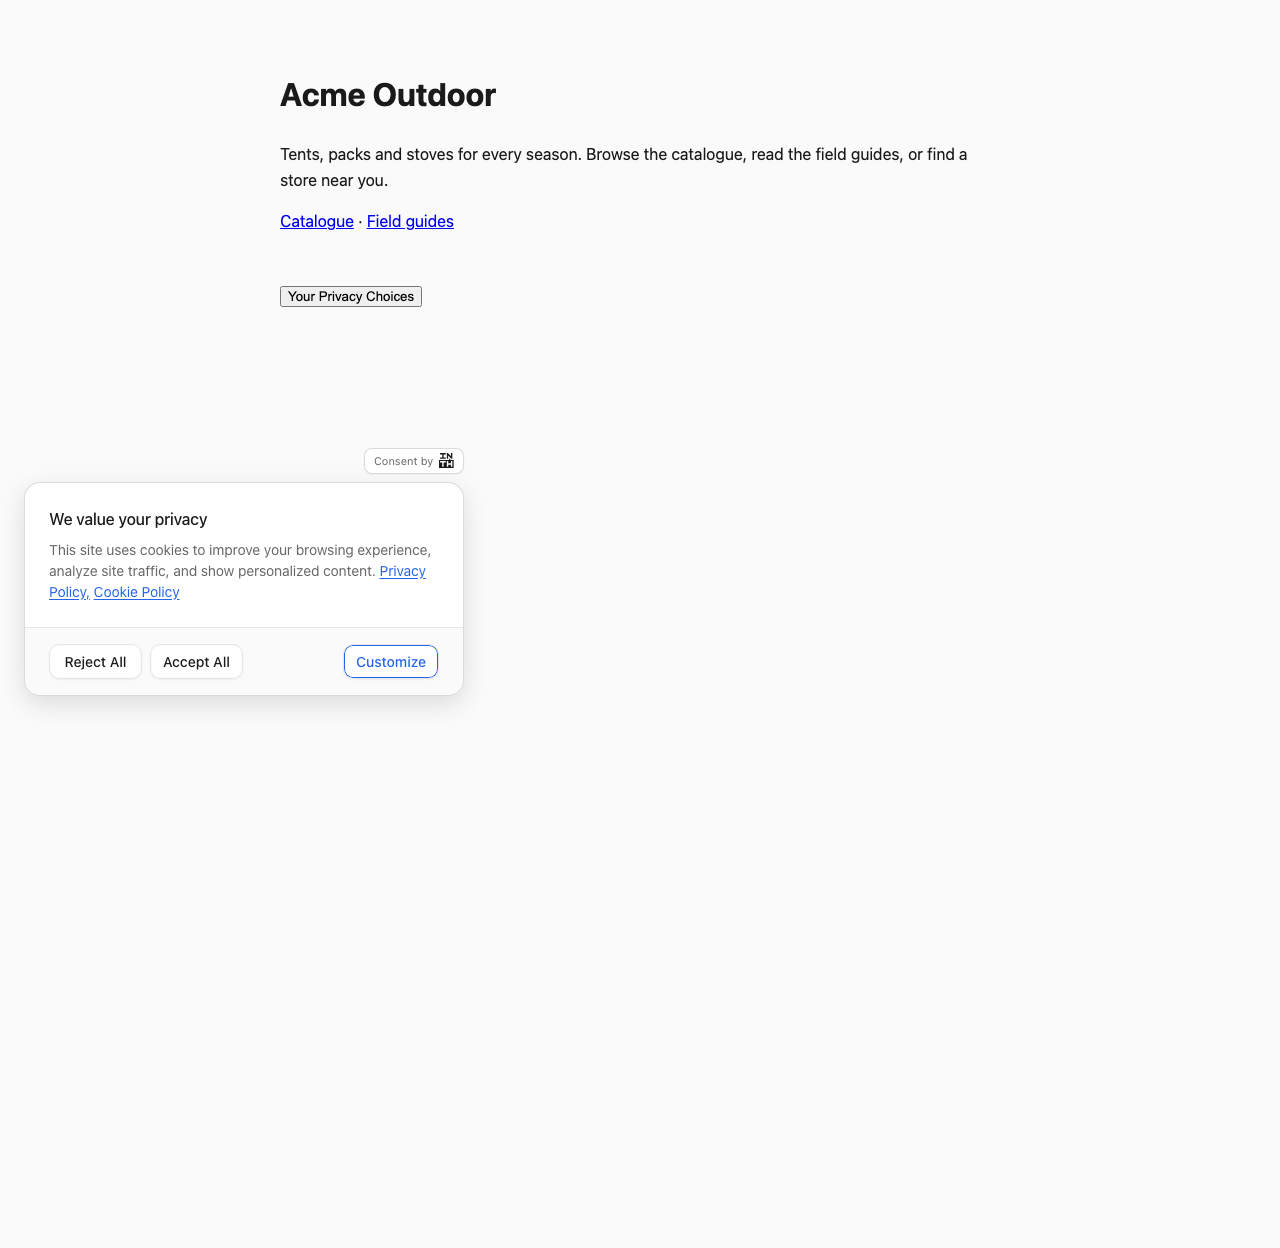 Acme Outdoor
Tents, packs and stoves for every season. Browse the catalogue, read the field guides, or find a
store near you.
Catalogue · Field guides
Your Privacy Choices
Consent by INTH
We value your privacy
This site uses cookies to improve your browsing experience,
analyze site traffic, and show personalized content. Privacy
Policy, Cookie Policy
Reject All Accept All Customize